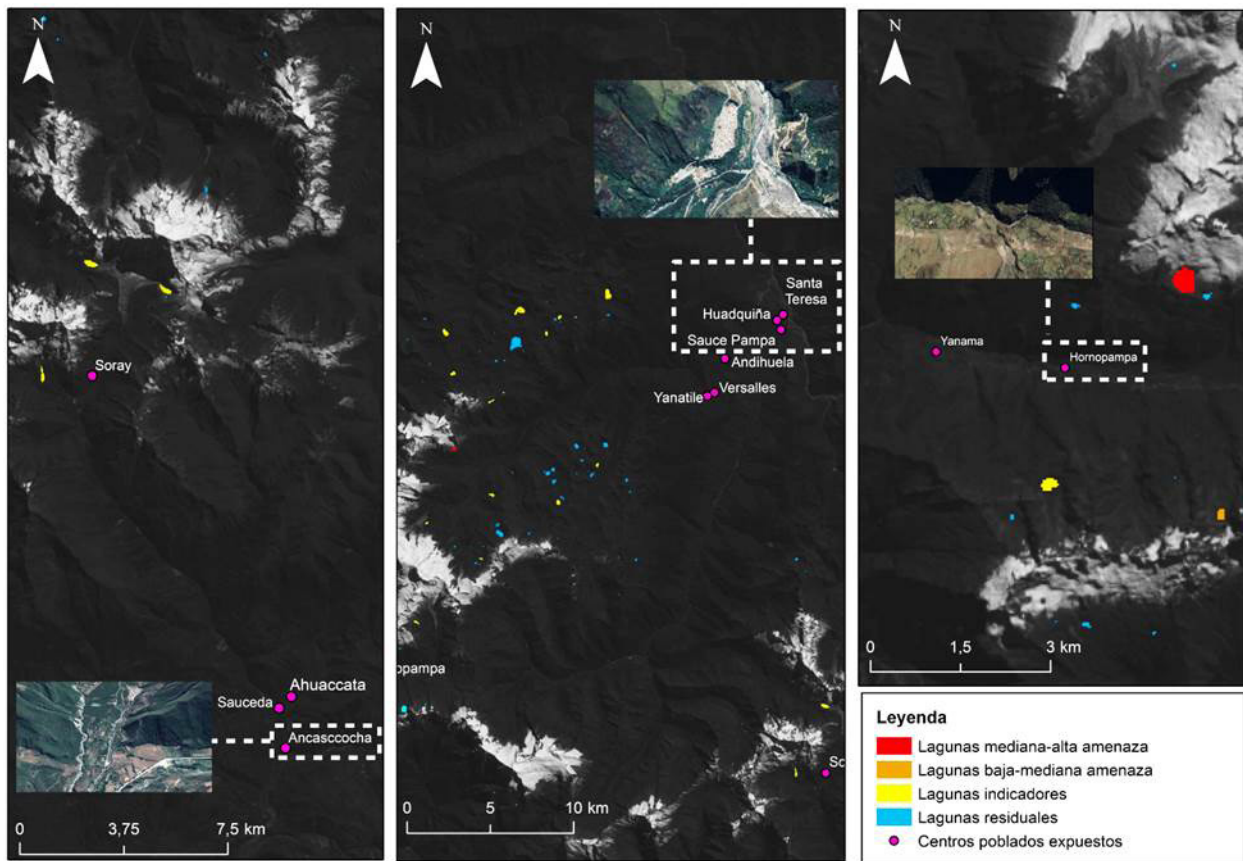 N
Soray
Ahuaccata
Sauceda
Ancasccocha
0
3,75
7,5 km
N
Santa
Teresa
Huadquiña
Sauce Pampa
Andihuela
Versalles
Yanatile
opampa
So
0
5
10 km
N
Yanama
Hornopampa
0
1,5
3 km
Leyenda
Lagunas mediana-alta amenaza
Lagunas baja-mediana amenaza
Lagunas indicadores
Lagunas residuales
Centros poblados expuestos